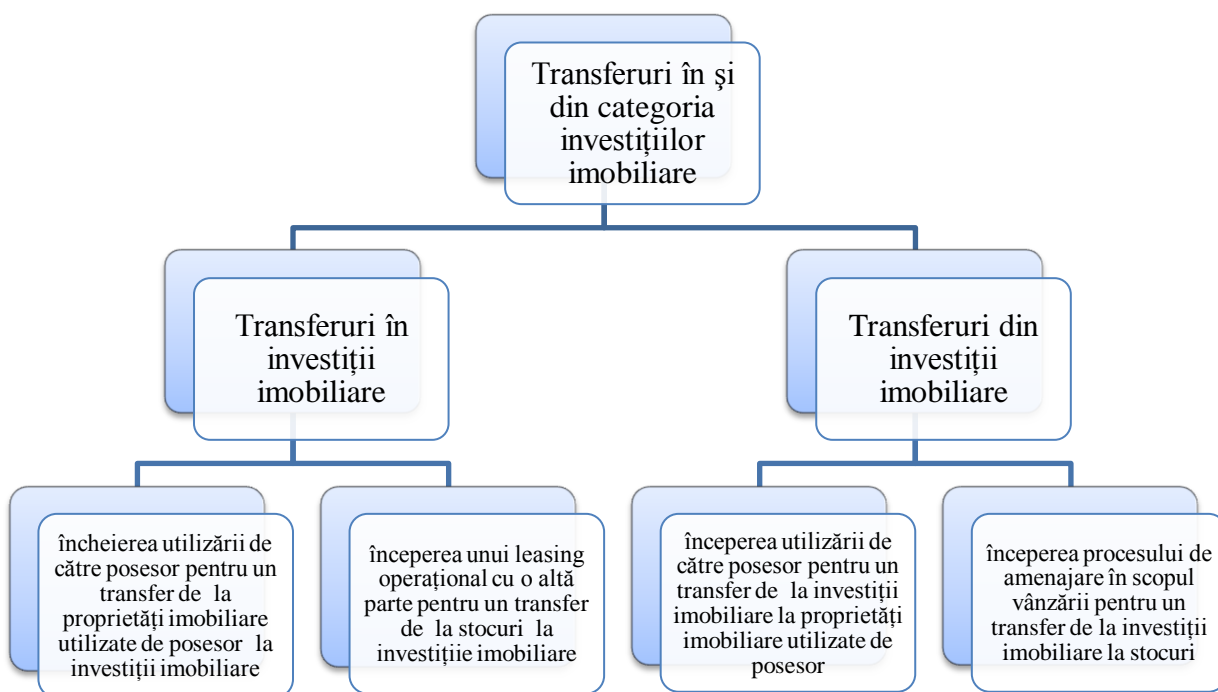 Transferuri în şi
din categoria
investițiilor
imobiliare
Transferuri în
investiții
imobiliare
Transferuri din
investiții
imobiliare
încheierea utilizării de
către posesor pentru un
transfer de la
proprietăți imobiliare
utilizate de posesor la
investiții imobiliare
începerea unui leasing
operațional cu o altă
parte pentru un transfer
de la stocuri la
investiție imobiliare
începerea utilizării de
către posesor pentru un
transfer de la investiții
imobiliare la proprietăți
imobiliare utilizate de
posesor
începerea procesului de
amenajare în scopul
vânzării pentru un
transfer de la investiții
imobiliare la stocuri